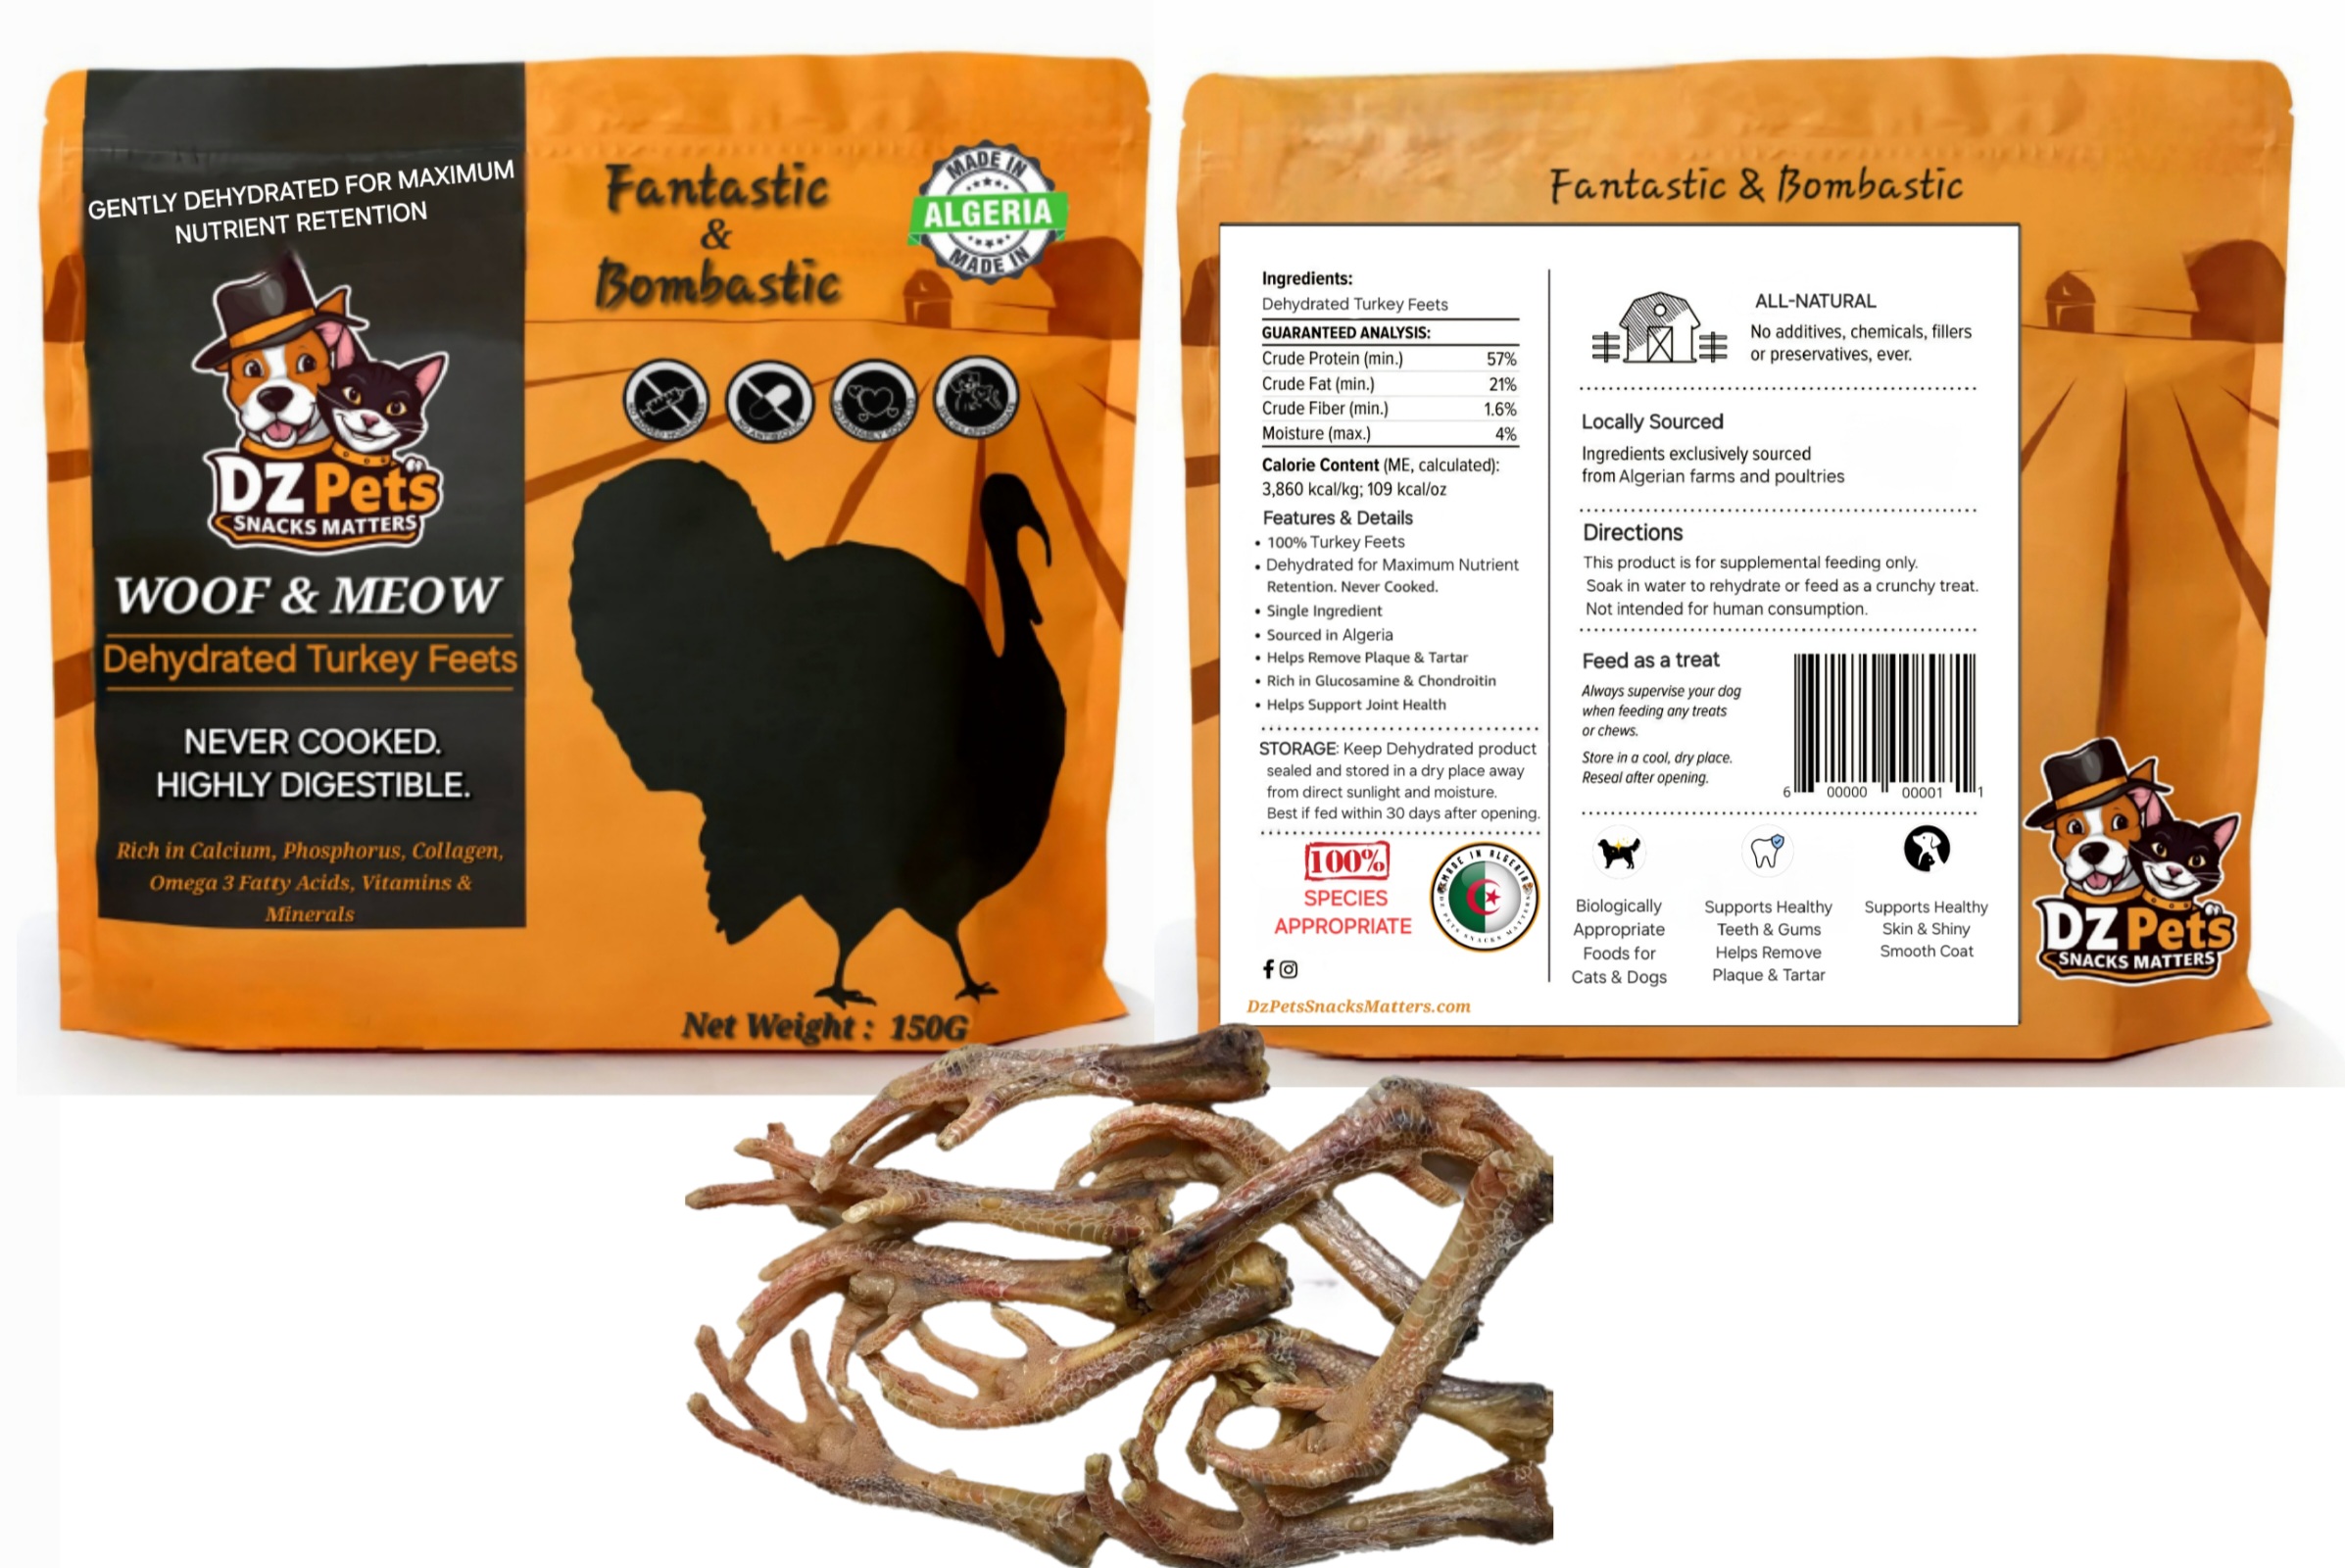 GENTLY DEHYDRATED FOR MAXIMUM
NUTRIENT RETENTION
DZ Pets
SNACKS MATTERS
WOOF & MEOW
Dehydrated Turkey Feets
NEVER COOKED.
HIGHLY DIGESTIBLE.
Rich in Calcium, Phosphorus, Collagen,
Omega 3 Fatty Acids, Vitamins &
Minerals
Fantastic
&
Bombastic
MADE IN
ALGERIA
MADE IN
Net Weight : 150G
Fantastic & Bombastic
Ingredients:
Dehydrated Turkey Feets
GUARANTEED ANALYSIS:
Crude Protein (min.) 57%
Crude Fat (min.) 21%
Crude Fiber (min.) 1.6%
Moisture (max.) 4%
Calorie Content (ME, calculated):
3,860 kcal/kg; 109 kcal/oz
Features & Details
• 100% Turkey Feets
• Dehydrated for Maximum Nutrient
Retention. Never Cooked.
• Single Ingredient
• Sourced in Algeria
• Helps Remove Plaque & Tartar
• Rich in Glucosamine & Chondroitin
• Helps Support Joint Health
STORAGE: Keep Dehydrated product
sealed and stored in a dry place away
from direct sunlight and moisture.
Best if fed within 30 days after opening.
100%
SPECIES
APPROPRIATE
MADE IN ALGERIA
DzPetsSnacksMatters.com
ALL-NATURAL
No additives, chemicals, fillers
or preservatives, ever.
Locally Sourced
Ingredients exclusively sourced
from Algerian farms and poultries
Directions
This product is for supplemental feeding only.
Soak in water to rehydrate or feed as a crunchy treat.
Not intended for human consumption.
Feed as a treat
Always supervise your dog
when feeding any treats
or chews.
Store in a cool, dry place.
Reseal after opening.
6 00000 00001 1
Biologically
Appropriate
Foods for
Cats & Dogs
Supports Healthy
Teeth & Gums
Helps Remove
Plaque & Tartar
Supports Healthy
Skin & Shiny
Smooth Coat
DZ Pets
SNACKS MATTERS